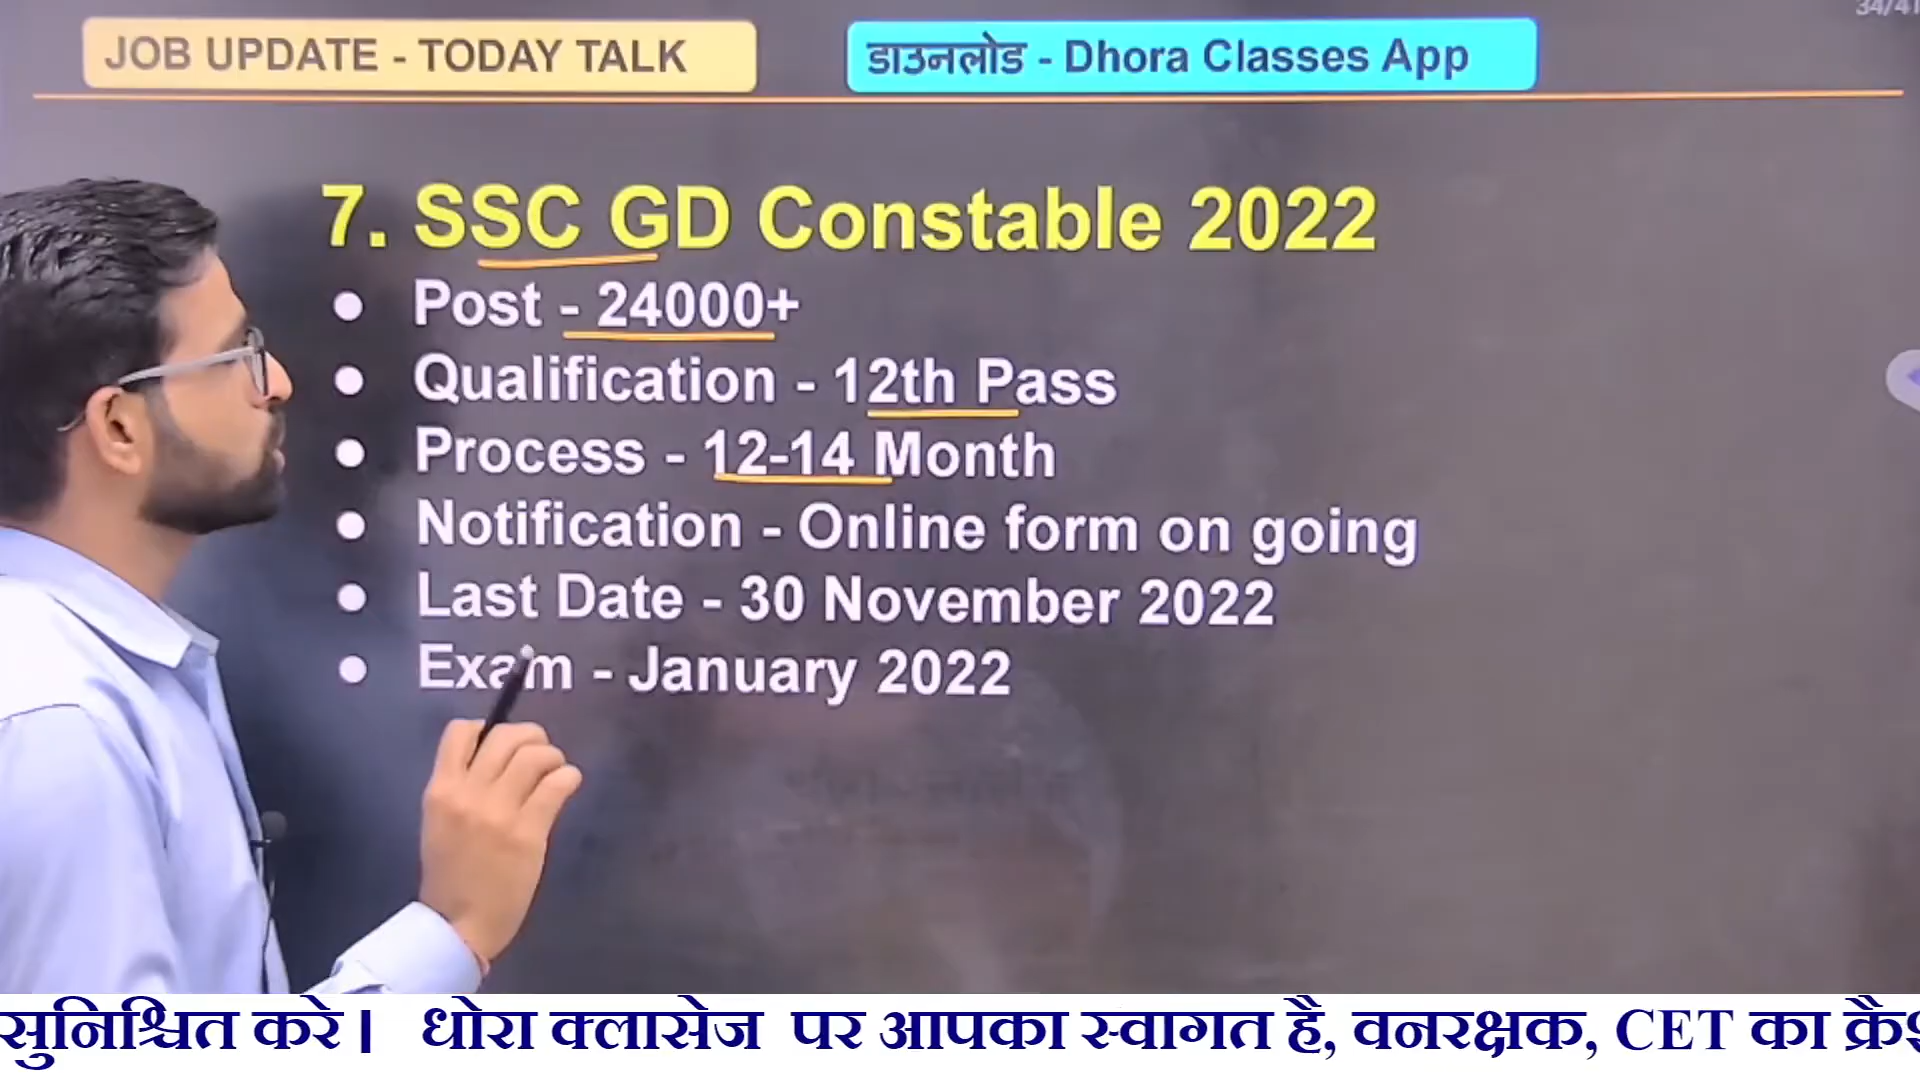 34/41
JOB UPDATE - TODAY TALK
डाउनलोड - Dhora Classes App
7. SSC GD Constable 2022
● Post - 24000+
● Qualification - 12th Pass
● Process - 12-14 Month
● Notification - Online form on going
● Last Date - 30 November 2022
● Exam - January 2022
सुनिश्चित करे। धोरा क्लासेज पर आपका स्वागत है, वनरक्षक, CET का